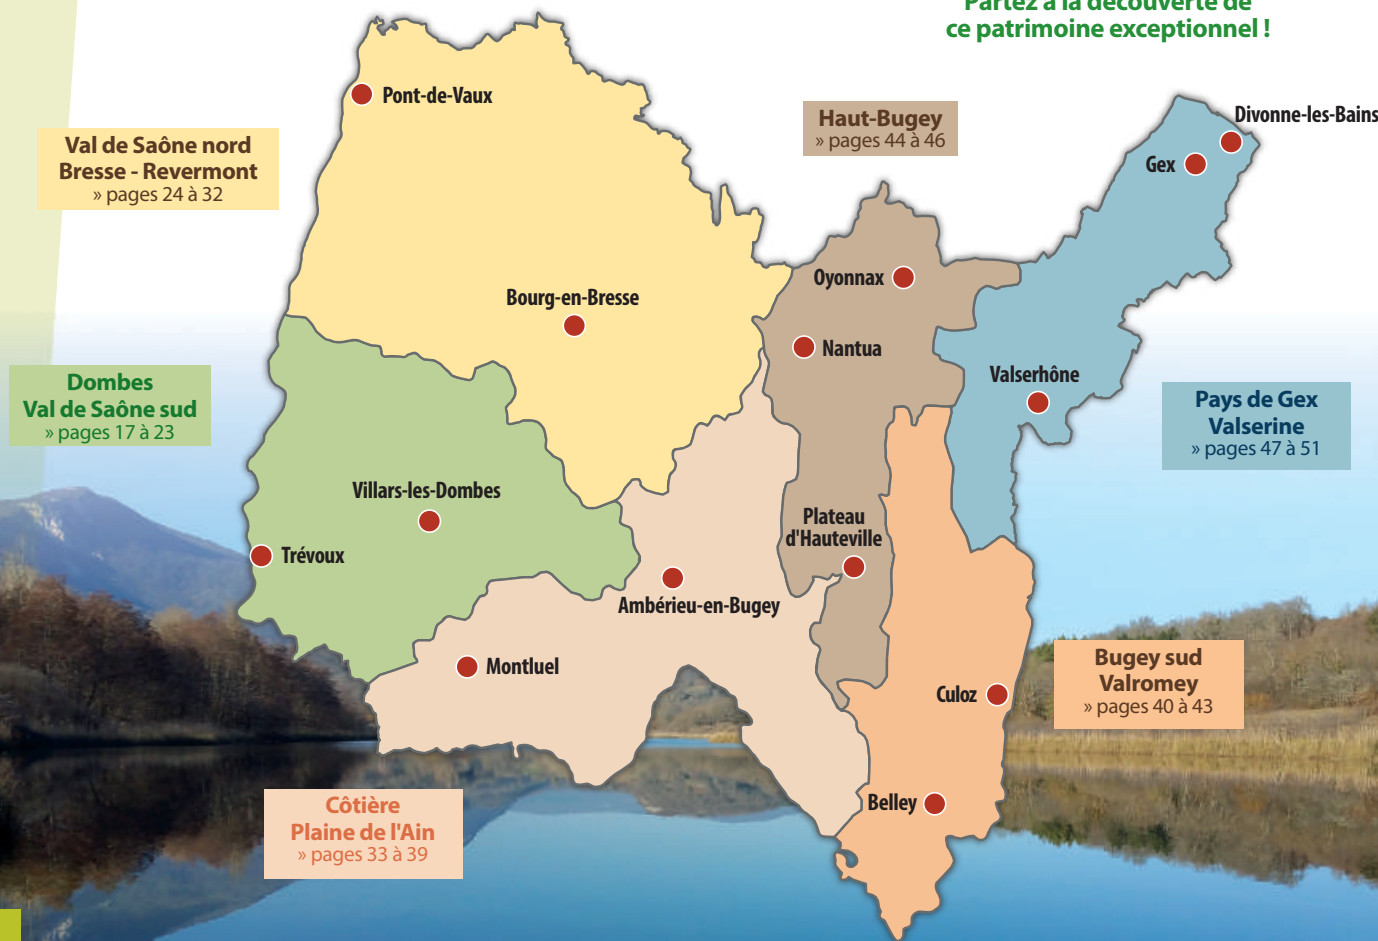 Partez à la découverte de
ce patrimoine exceptionnel !
Pont-de-Vaux
Divonne-les-Bains
Haut-Bugey
» pages 44 à 46
Val de Saône nord
Bresse - Revermont
» pages 24 à 32
Gex
Oyonnax
Bourg-en-Bresse
Nantua
Valserhône
Dombes
Val de Saône sud
» pages 17 à 23
Pays de Gex
Valserine
» pages 47 à 51
Villars-les-Dombes
Plateau
d'Hauteville
Trévoux
Ambérieu-en-Bugey
Montluel
Bugey sud
Valromey
» pages 40 à 43
Culoz
Belley
Côtière
Plaine de l'Ain
» pages 33 à 39